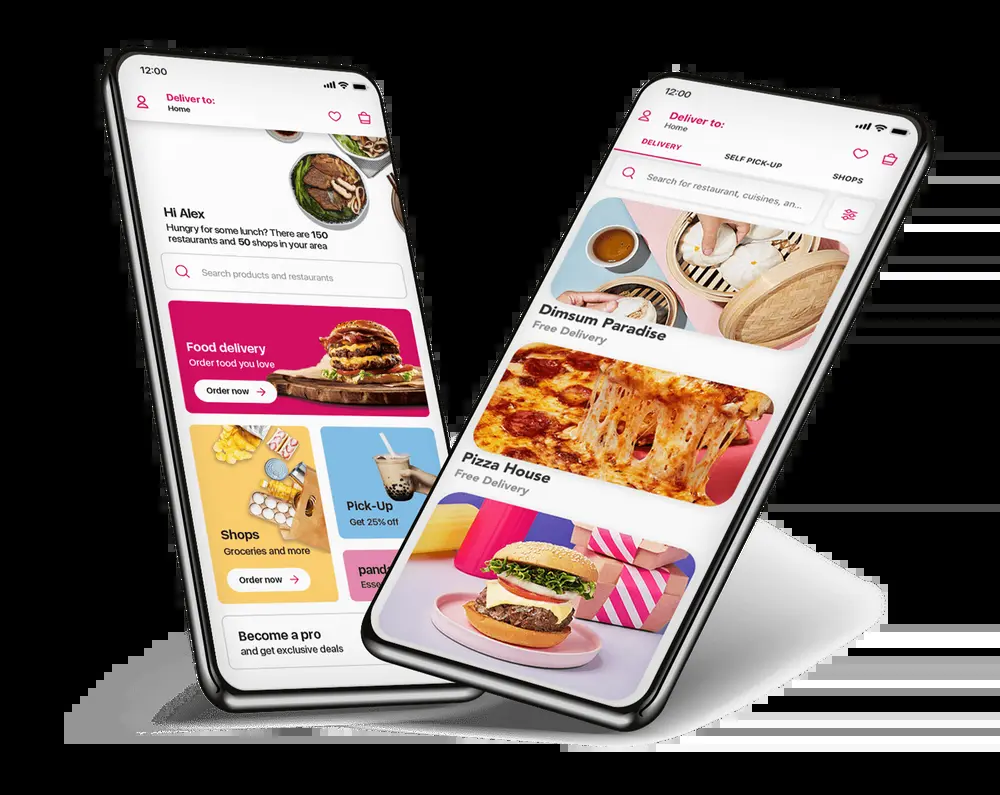 12:00
Deliver to:
Home
Hi Alex
Hungry for some lunch? There are 150
restaurants and 50 shops in your area
Search products and restaurants
Food delivery
Order food you love
Order now
Shops
Groceries and more
Order now
Pick-Up
Get 25% off
Become a pro
and get exclusive deals
12:00
Deliver to:
Home
DELIVERY
SELF PICK-UP
SHOPS
Search for restaurant, cuisines, an...
Dimsum Paradise
Free Delivery
Pizza House
Free Delivery